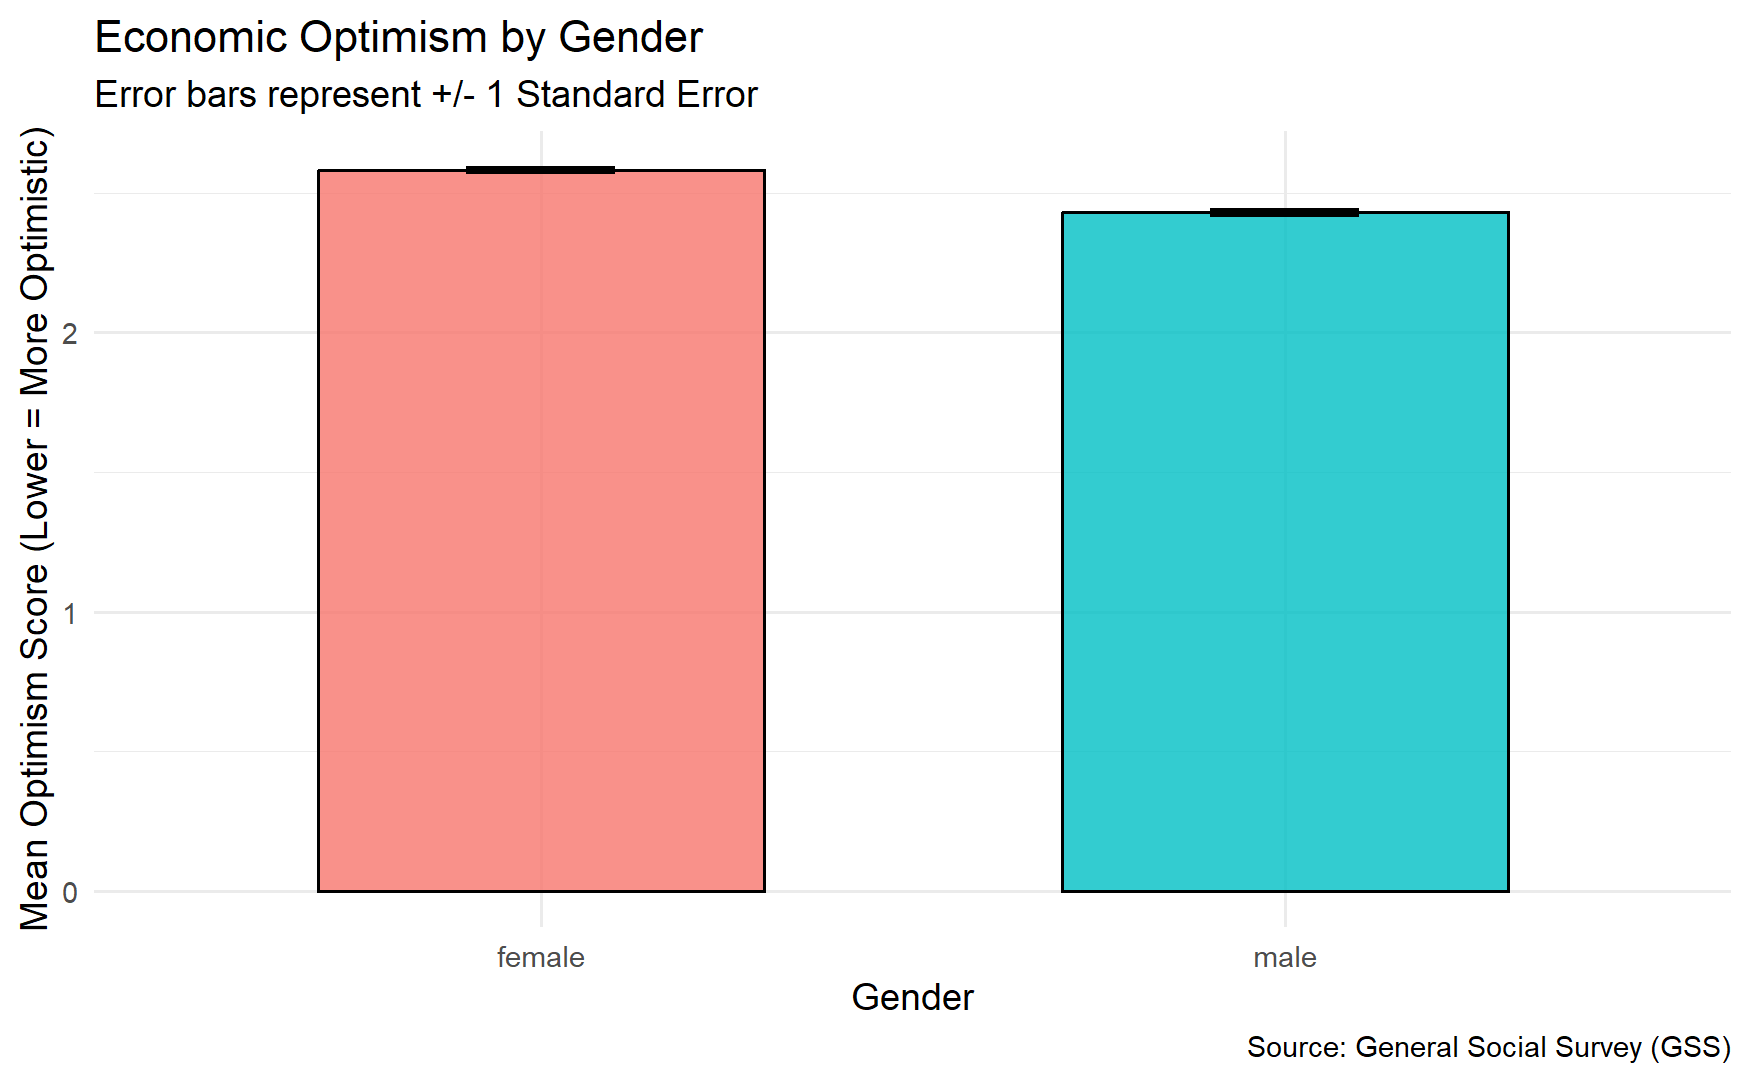 Economic Optimism by Gender
Error bars represent +/- 1 Standard Error
Mean Optimism Score (Lower = More Optimistic)
2
1
0
female
male
Gender
Source: General Social Survey (GSS)